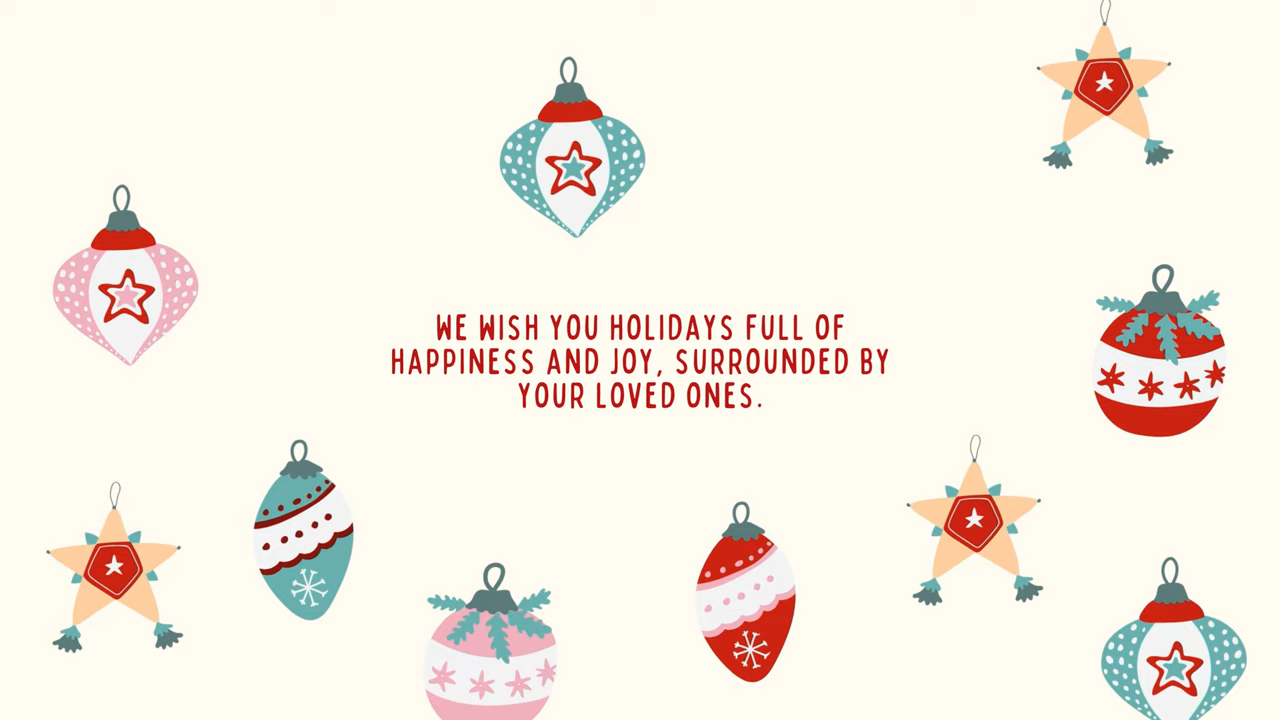 WE WISH YOU HOLIDAYS FULL OF
HAPPINESS AND JOY, SURROUNDED BY
YOUR LOVED ONES.